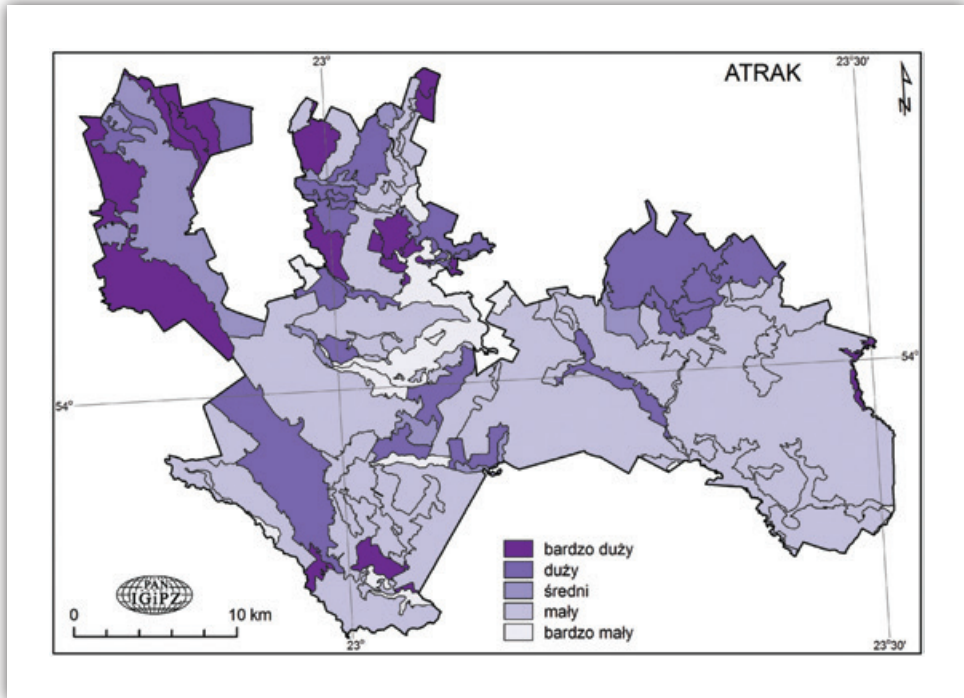 23°
23°30'
ATRAK
N
54°
54°
bardzo duży
duży
średni
mały
bardzo mały
PAN
IGiPZ
0
10 km
23°
23°30'